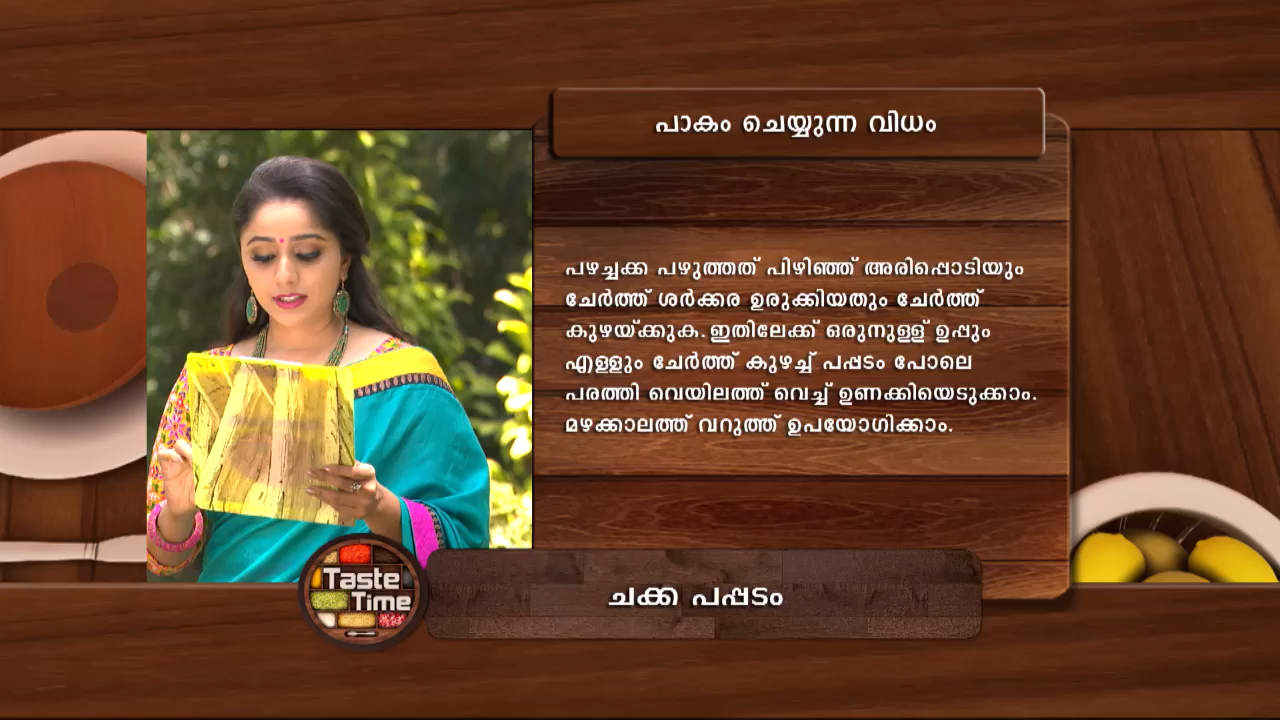 പാകം ചെയ്യുന്ന വിധം
പഴച്ചക്ക പഴുത്തത് പിഴിഞ്ഞ് അരിപ്പൊടിയും
ചേർത്ത് ശർക്കര ഉരുക്കിയതും ചേർത്ത്
കുഴയ്ക്കുക.ഇതിലേക്ക് ഒരുനുള്ള് ഉപ്പും
എള്ളും ചേർത്ത് കുഴച്ച് പപ്പടം പോലെ
പരത്തി വെയിലത്ത് വെച്ച് ഉണക്കിയെടുക്കാം.
മഴക്കാലത്ത് വറുത്ത് ഉപയോഗിക്കാം.
Taste
Time
ചക്ക പപ്പടം